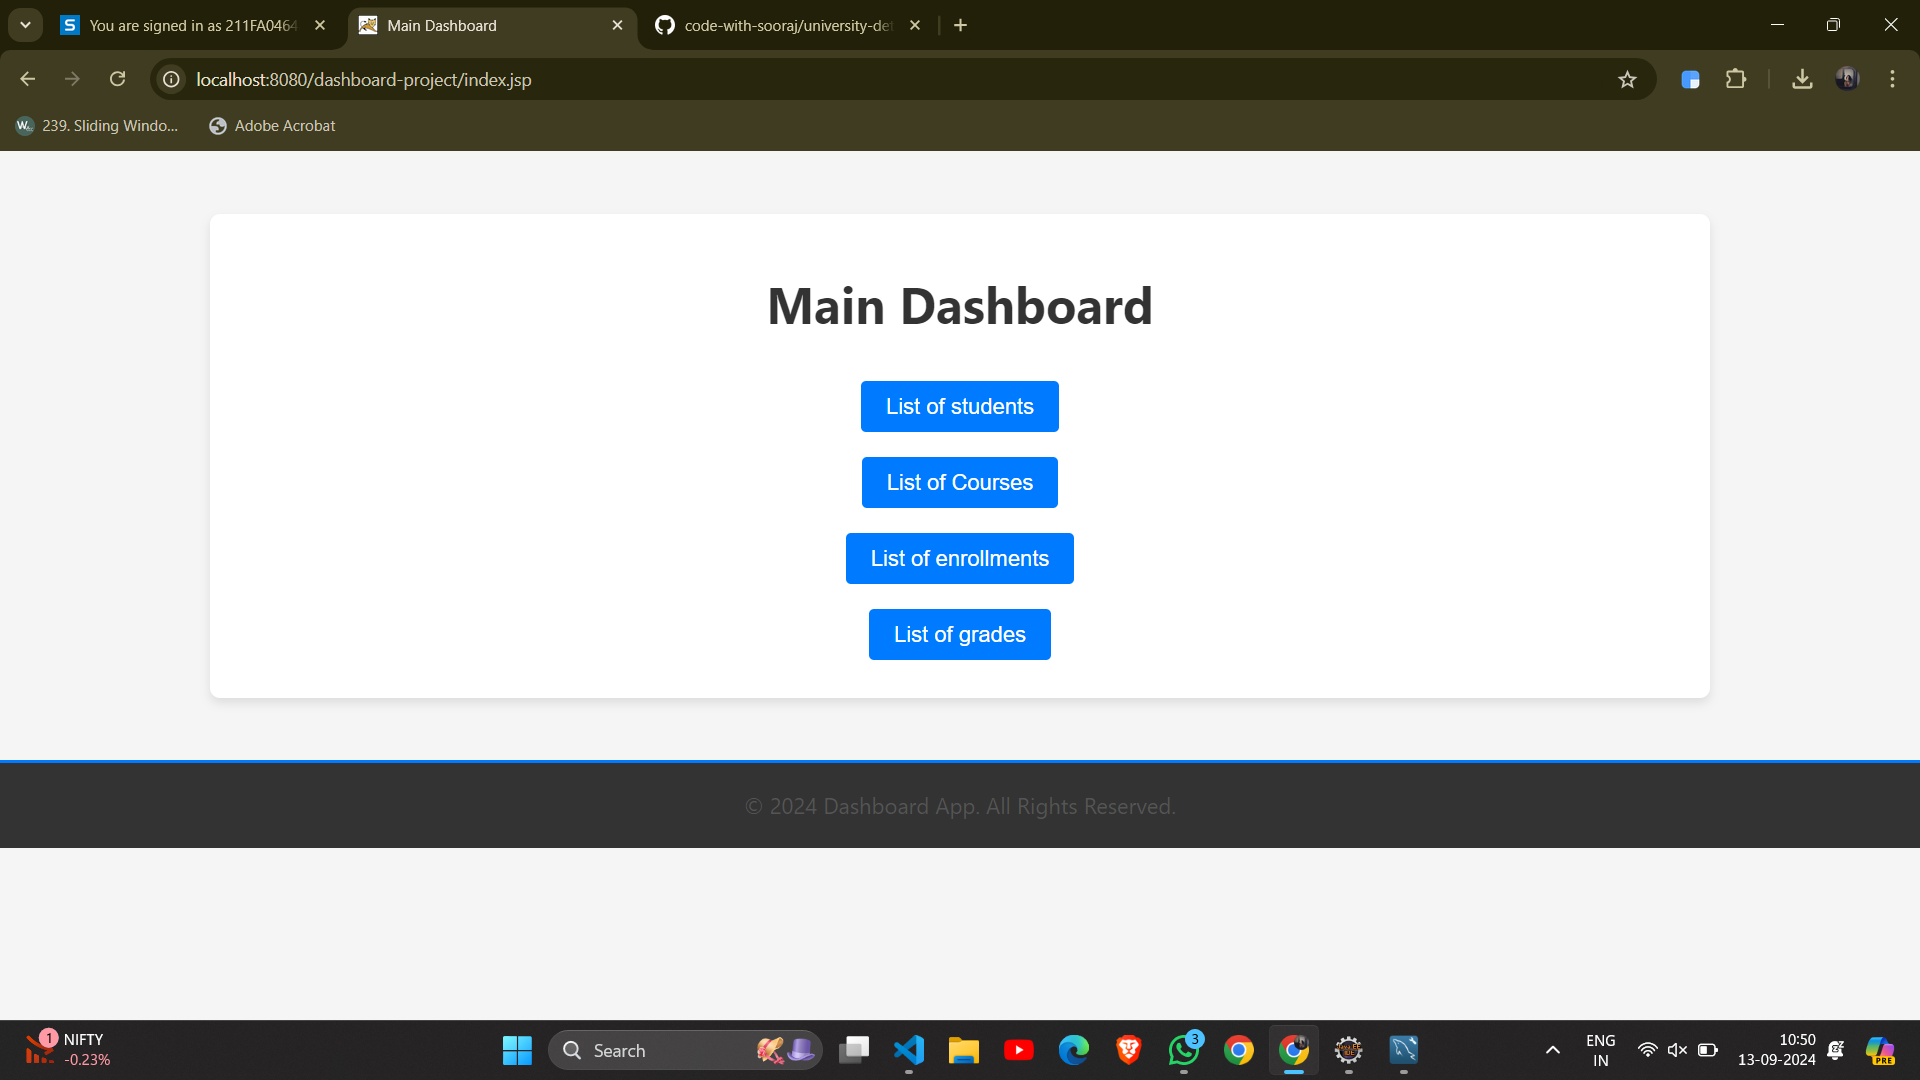 You are signed in as 211FA0464
Main Dashboard
code-with-sooraj/university-det
localhost:8080/dashboard-project/index.jsp
239. Sliding Windo...
Adobe Acrobat
Main Dashboard
List of students
List of Courses
List of enrollments
List of grades
© 2024 Dashboard App. All Rights Reserved.
1
NIFTY
-0.23%
Search
3
ENG
IN
10:50
13-09-2024
PRE